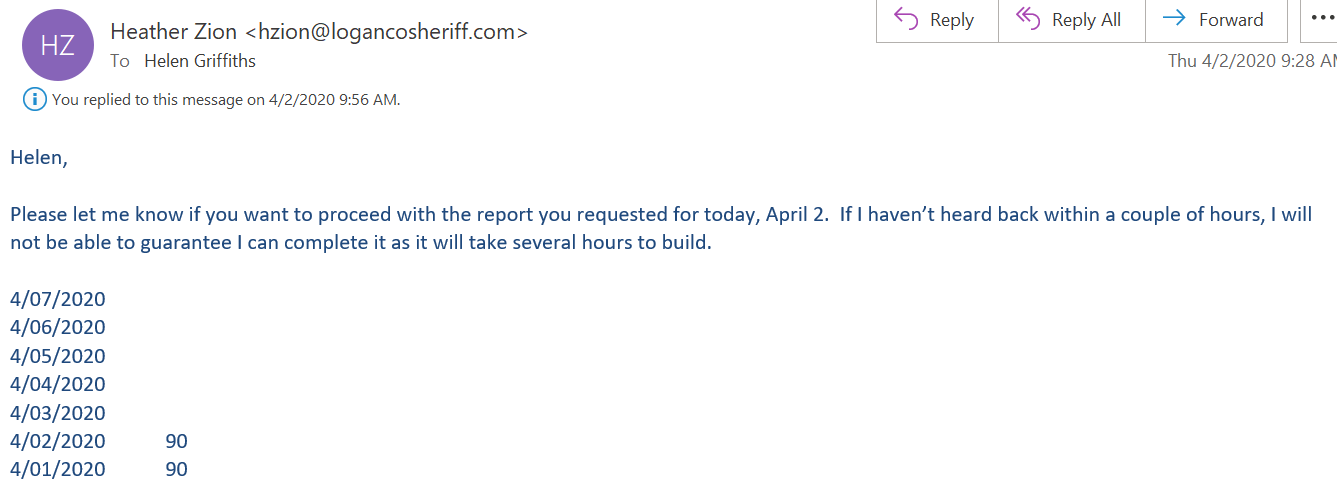 HZ
Heather Zion <hzion@logancosheriff.com>
To Helen Griffiths
Reply Reply All Forward
Thu 4/2/2020 9:28 AM
You replied to this message on 4/2/2020 9:56 AM.
Helen,
Please let me know if you want to proceed with the report you requested for today, April 2. If I haven't heard back within a couple of hours, I will
not be able to guarantee I can complete it as it will take several hours to build.
4/07/2020
4/06/2020
4/05/2020
4/04/2020
4/03/2020
4/02/2020 90
4/01/2020 90